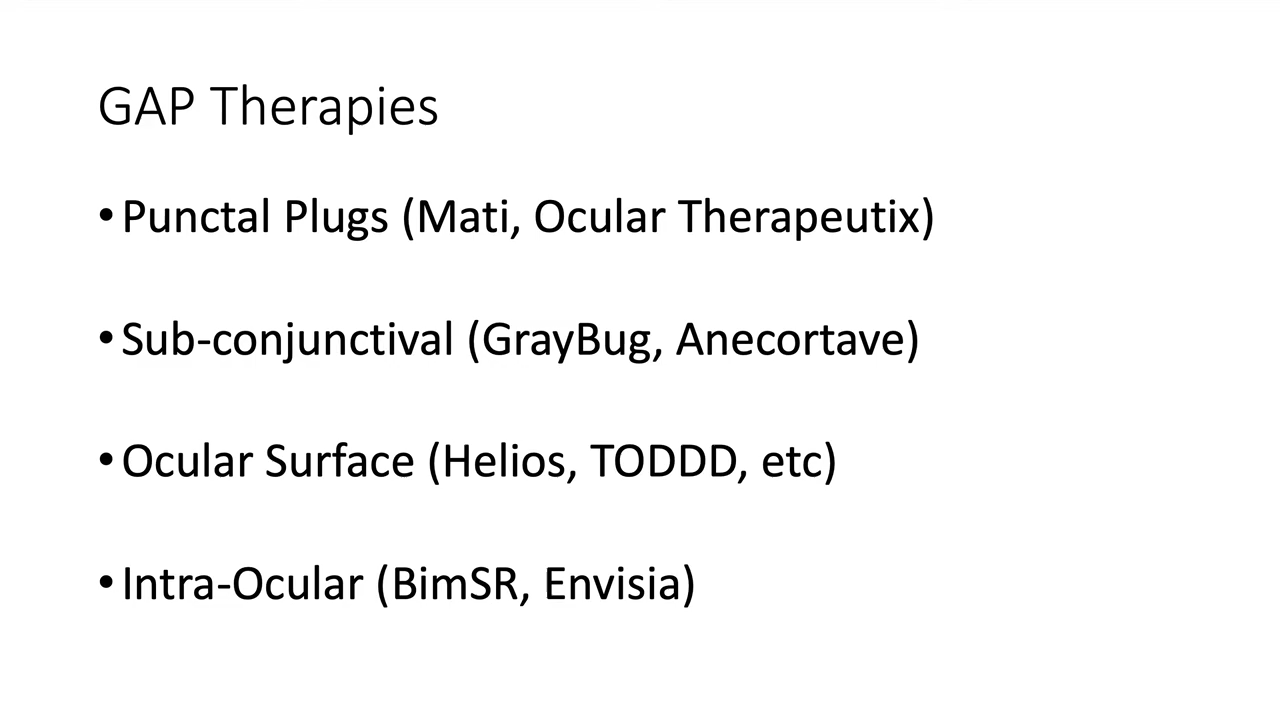 GAP Therapies
•Punctal Plugs (Mati, Ocular Therapeutix)
•Sub-conjunctival (GrayBug, Anecortave)
•Ocular Surface (Helios, TODDD, etc)
•Intra-Ocular (BimSR, Envisia)